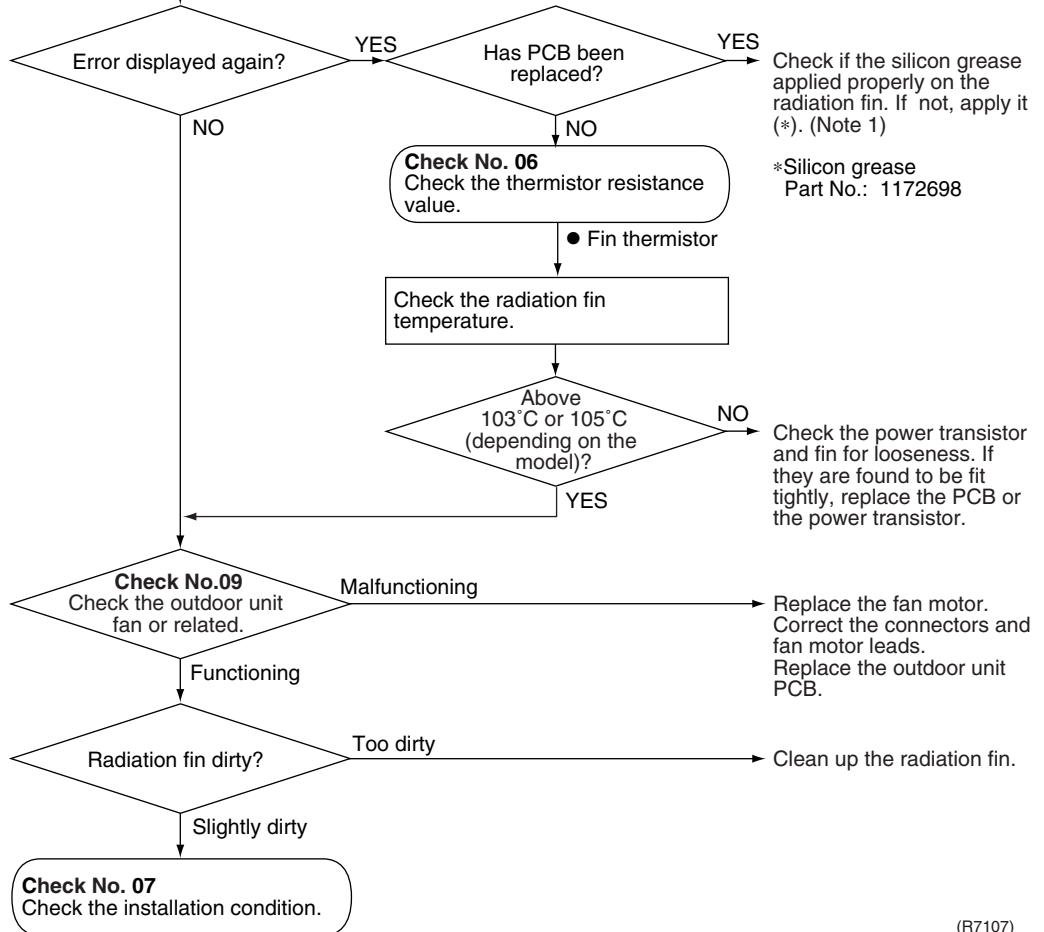 Error displayed again?
YES
Has PCB been
replaced?
YES
Check if the silicon grease
applied properly on the
radiation fin. If  not, apply it
(*). (Note 1)
*Silicon grease
Part No.:  1172698
NO
NO
Check No. 06
Check the thermistor resistance
value.
● Fin thermistor
Check the radiation fin
temperature.
Above
103˚C or 105˚C
(depending on the
model)?
NO
Check the power transistor
and fin for looseness. If
they are found to be fit
tightly, replace the PCB or
the power transistor.
YES
Check No.09
Check the outdoor unit
fan or related.
Malfunctioning
Replace the fan motor.
Correct the connectors and
fan motor leads.
Replace the outdoor unit
PCB.
Functioning
Radiation fin dirty?
Too dirty
Clean up the radiation fin.
Slightly dirty
Check No. 07
Check the installation condition.
(R7107)